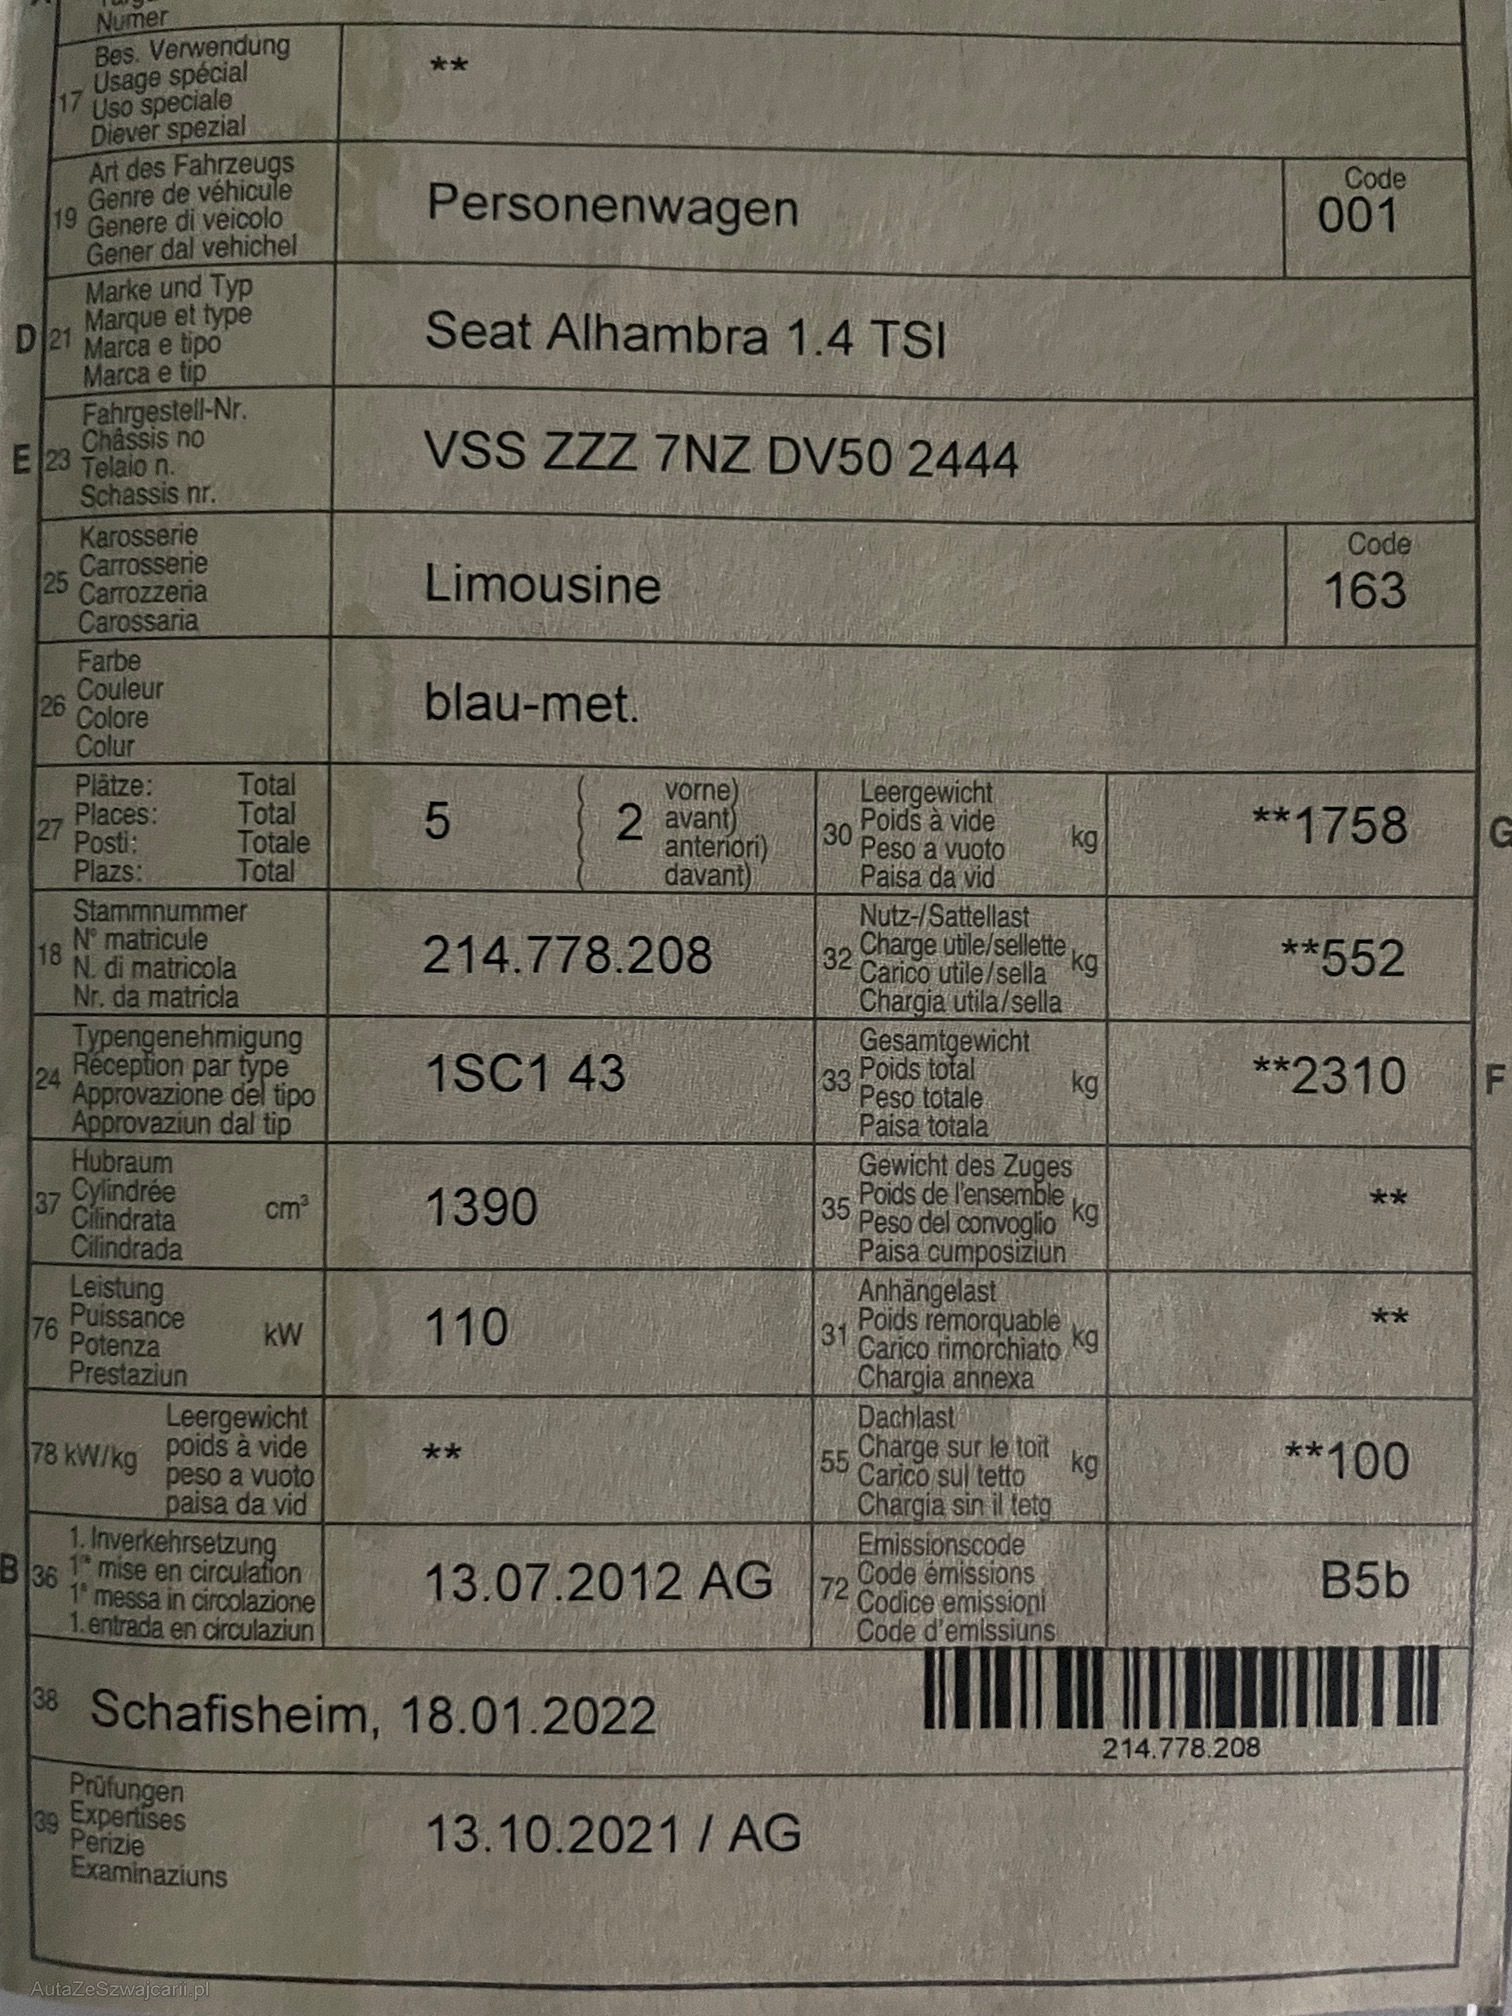 Numer
17 Bes. Verwendung
Usage spécial
Uso speciale
Diever spezial
**
19 Art des Fahrzeugs
Genre de véhicule
Genere di veicolo
Gener dal vehichel
Personenwagen
Code
001
D 21 Marke und Typ
Marque et type
Marca e tipo
Marca e tip
Seat Alhambra 1.4 TSI
E 23 Fahrgestell-Nr.
Châssis no
Telaio n.
Schassis nr.
VSS ZZZ 7NZ DV50 2444
25 Karosserie
Carrosserie
Carrozzeria
Carossaria
Limousine
Code
163
26 Farbe
Couleur
Colore
Colur
blau-met.
27 Plätze: Total
Places: Total
Posti: Totale
Plazs: Total
5 ( 2 vorne)
avant)
anteriori)
davant)
30 Leergewicht
Poids à vide
Peso a vuoto
Paisa da vid
kg
**1758 G
18 Stammnummer
N° matricule
N. di matricola
Nr. da matricla
214.778.208
32 Nutz-/Sattellast
Charge utile/sellette
Carico utile/sella
Chargia utila/sella
kg
**552
24 Typengenehmigung
Réception par type
Approvazione del tipo
Approvaziun dal tip
1SC1 43
33 Gesamtgewicht
Poids total
Peso totale
Paisa totala
kg
**2310 F
37 Hubraum
Cylindrée
Cilindrata
Cilindrada
cm³
1390
35 Gewicht des Zuges
Poids de l'ensemble
Peso del convoglio
Paisa cumposiziun
kg
**
76 Leistung
Puissance
Potenza
Prestaziun
kW
110
31 Anhängelast
Poids remorquable
Carico rimorchiato
Chargia annexa
kg
**
78 kW/kg Leergewicht
poids à vide
peso a vuoto
paisa da vid
**
55 Dachlast
Charge sur le toit
Carico sul tetto
Chargia sin il tetg
kg
**100
B 36 1. Inverkehrsetzung
1re mise en circulation
1a messa in circolazione
1. entrada en circulaziun
13.07.2012 AG
72 Emissionscode
Code émissions
Codice emissioni
Code d'emissiuns
B5b
38 Schafisheim, 18.01.2022
214.778.208
39 Prüfungen
Expertises
Perizie
Examinaziuns
13.10.2021 / AG
AutaZeSzwajcarii.pl